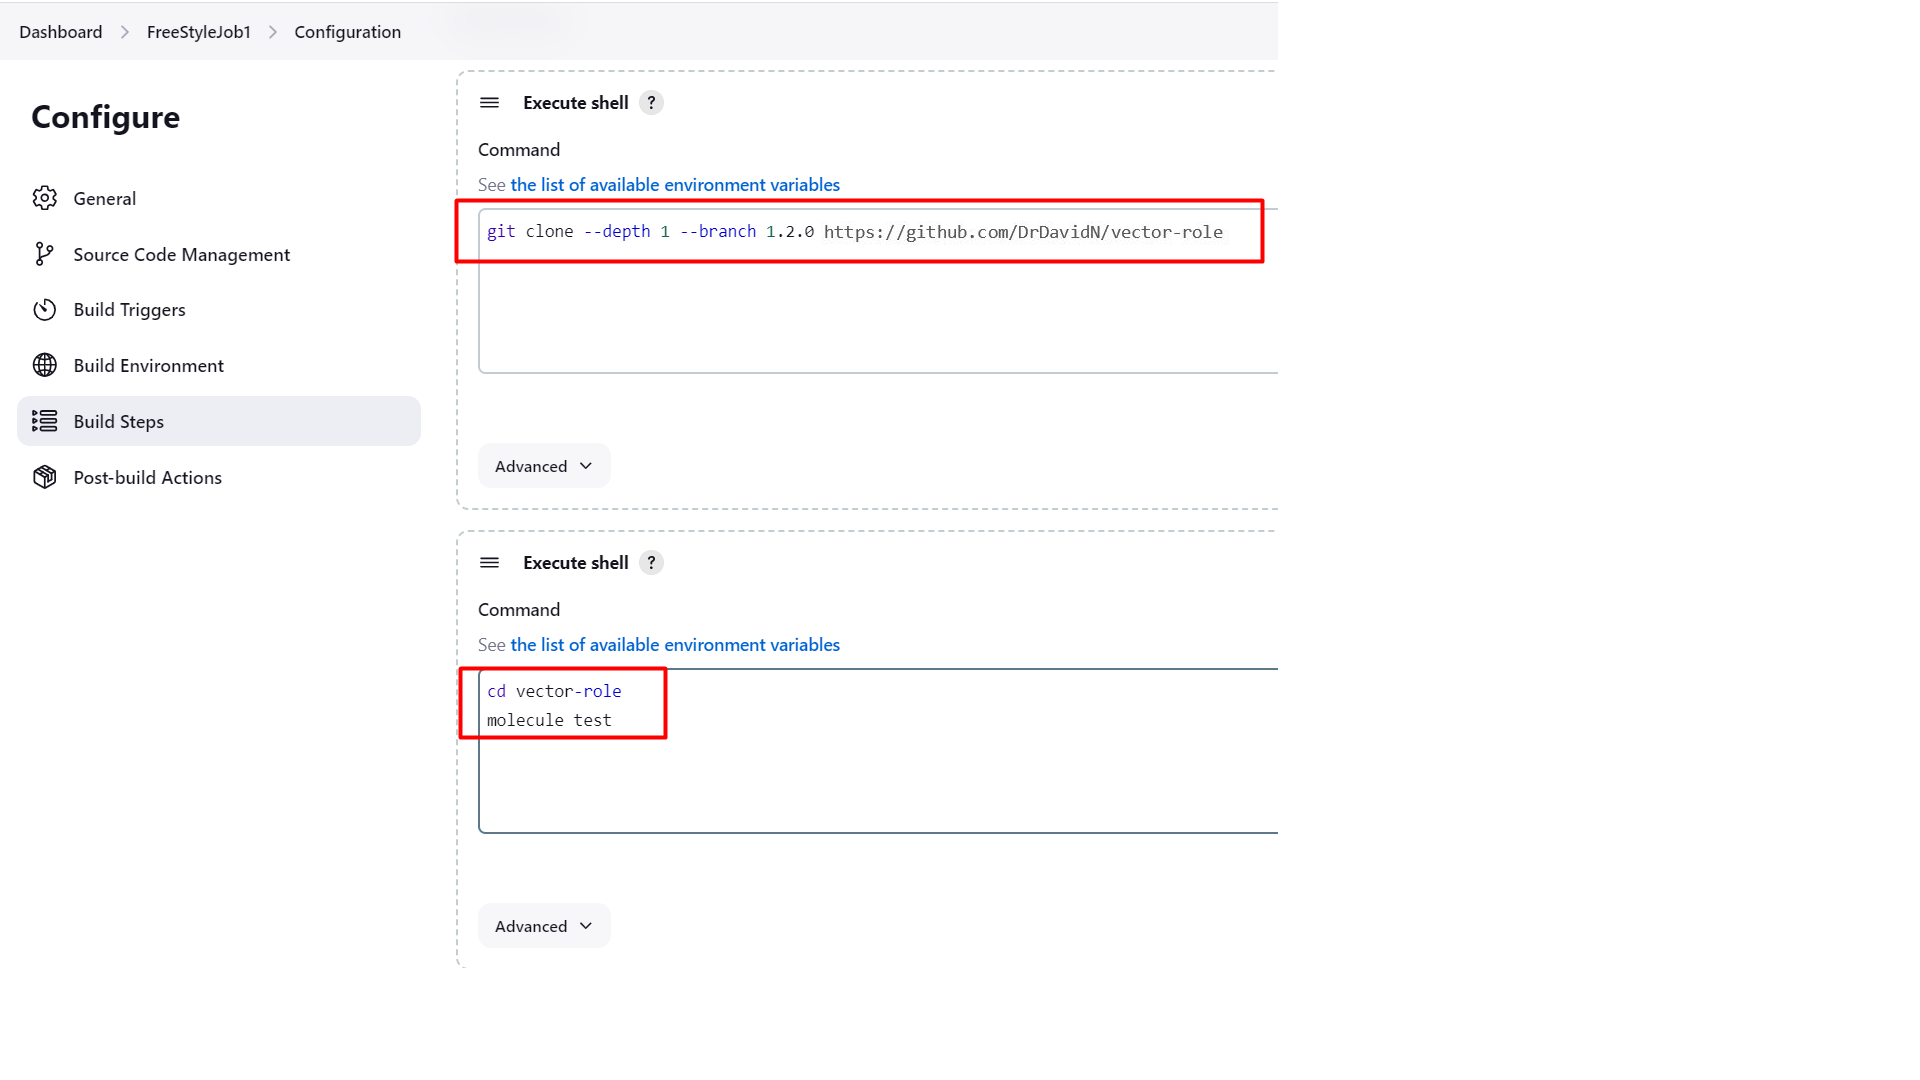 Dashboard > FreeStyleJob1 > Configuration
Configure
General
Source Code Management
Build Triggers
Build Environment
Build Steps
Post-build Actions
Execute shell ?
Command
See the list of available environment variables
git clone --depth 1 --branch 1.2.0 https://github.com/DrDavidN/vector-role
Advanced
Execute shell ?
Command
See the list of available environment variables
cd vector-role
molecule test
Advanced